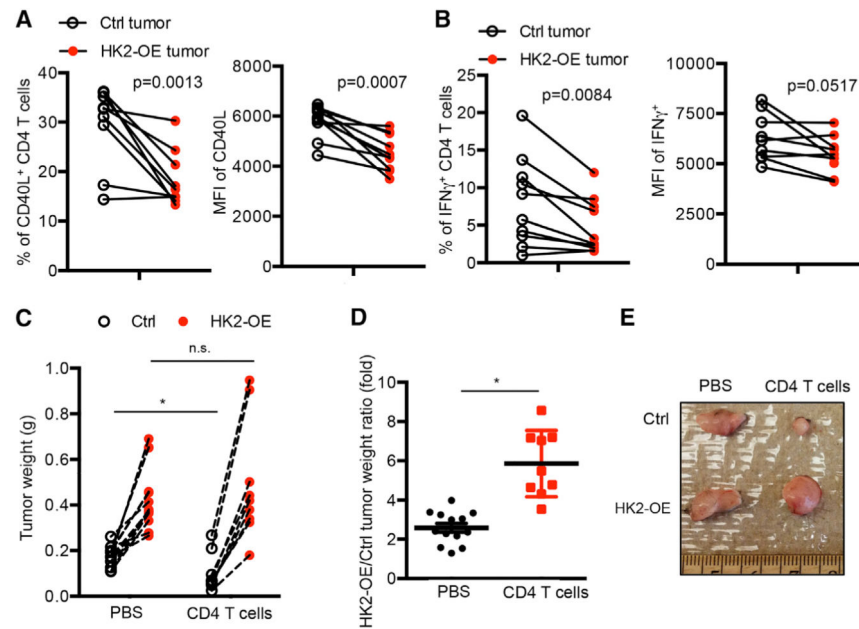 A
Ctrl tumor
HK2-OE tumor
p=0.0013
% of CD40L⁺ CD4 T cells
40
30
20
10
0
p=0.0007
MFI of CD40L
8000
6000
4000
2000
0
B
Ctrl tumor
HK2-OE tumor
p=0.0084
% of IFNγ⁺ CD4 T cells
25
20
15
10
5
0
p=0.0517
MFI of IFNγ⁺
10000
7500
5000
2500
0
C
Ctrl
HK2-OE
n.s.
*
Tumor weight (g)
1.0
0.8
0.6
0.4
0.2
0.0
PBS
CD4 T cells
D
*
HK2-OE/Ctrl tumor weight ratio (fold)
10
8
6
4
2
0
PBS
CD4 T cells
E
PBS
CD4 T cells
Ctrl
HK2-OE